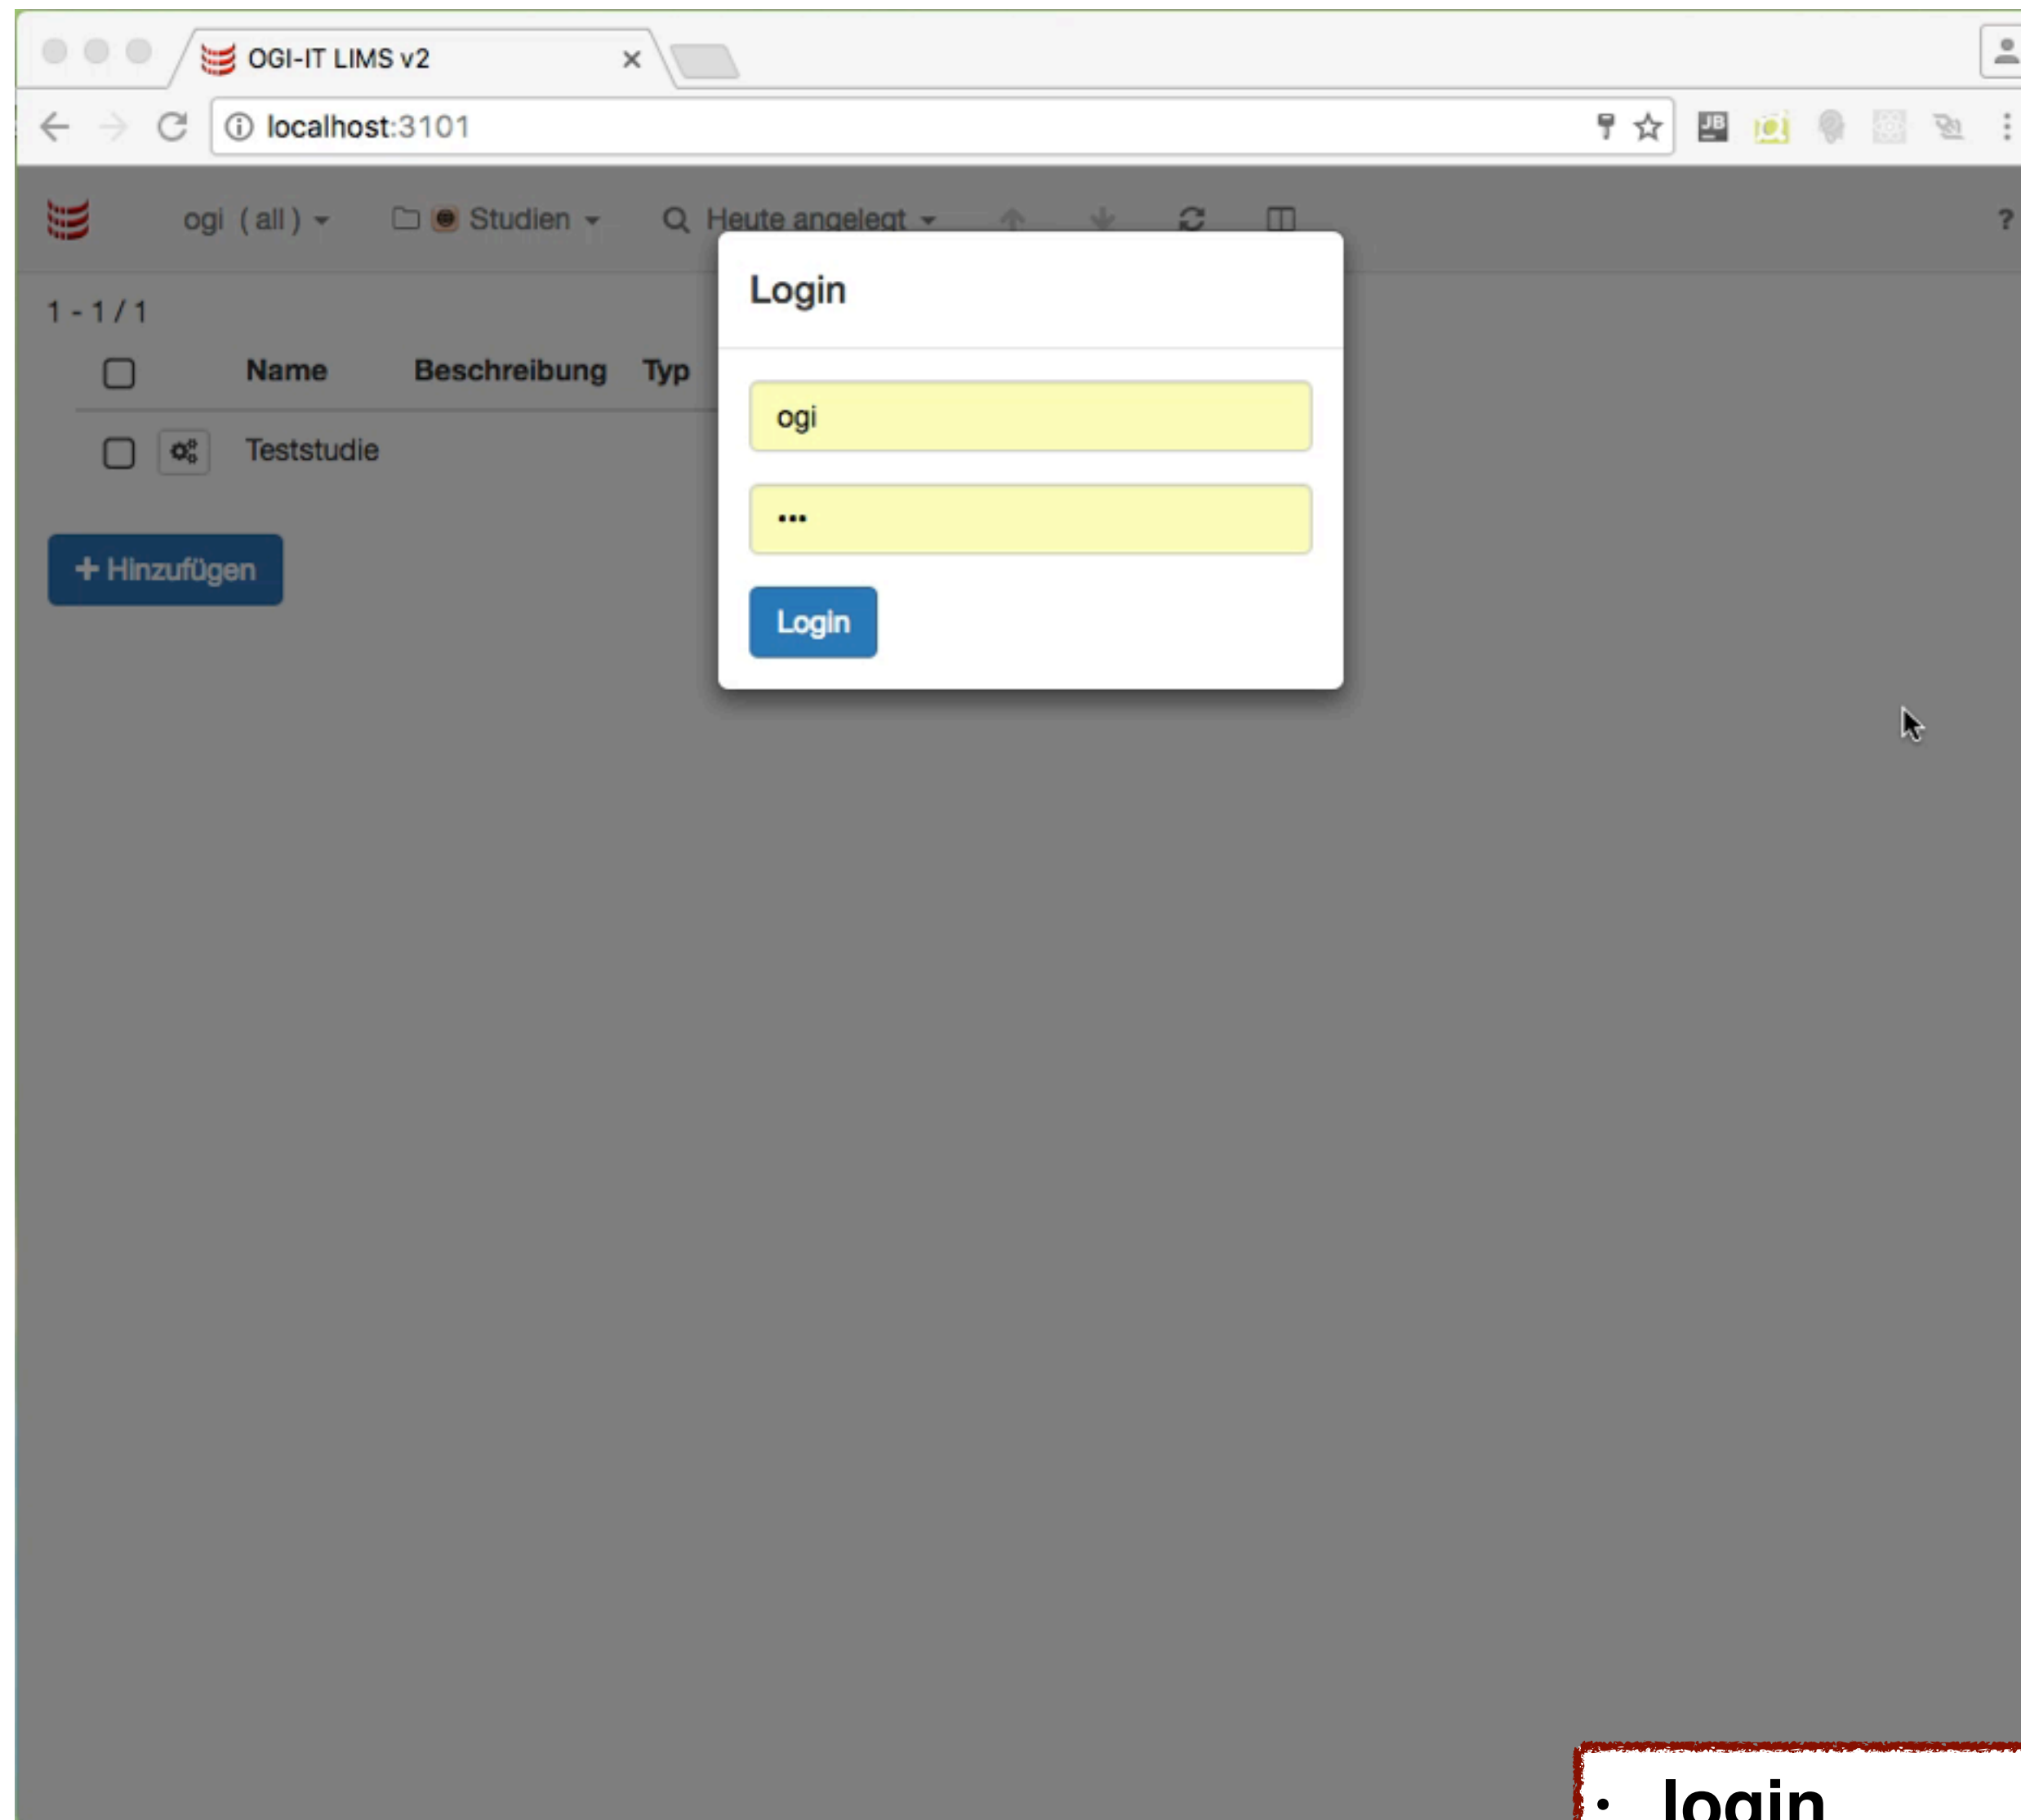 OGI-IT LIMS v2
localhost:3101
JB
ogi ( all ) Studien Heute angelegt ?
1 - 1 / 1
Name Beschreibung Typ
Teststudie
+ Hinzufügen
Login
ogi
•••
Login
• login